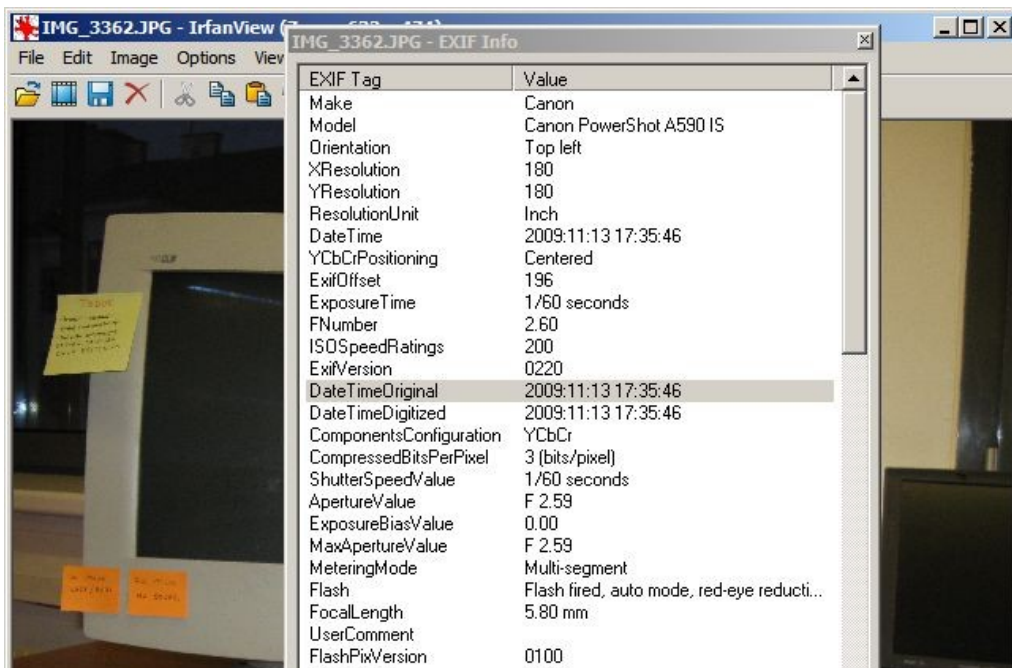 IMG_3362.JPG - IrfanView
IMG_3362.JPG - EXIF Info
File Edit Image Options View
EXIF Tag Value
Make Canon
Model Canon PowerShot A590 IS
Orientation Top left
XResolution 180
YResolution 180
ResolutionUnit Inch
DateTime 2009:11:13 17:35:46
YCbCrPositioning Centered
ExifOffset 196
ExposureTime 1/60 seconds
FNumber 2.60
ISOSpeedRatings 200
ExifVersion 0220
DateTimeOriginal 2009:11:13 17:35:46
DateTimeDigitized 2009:11:13 17:35:46
ComponentsConfiguration YCbCr
CompressedBitsPerPixel 3 (bits/pixel)
ShutterSpeedValue 1/60 seconds
ApertureValue F 2.59
ExposureBiasValue 0.00
MaxApertureValue F 2.59
MeteringMode Multi-segment
Flash Flash fired, auto mode, red-eye reducti...
FocalLength 5.80 mm
UserComment
FlashPixVersion 0100